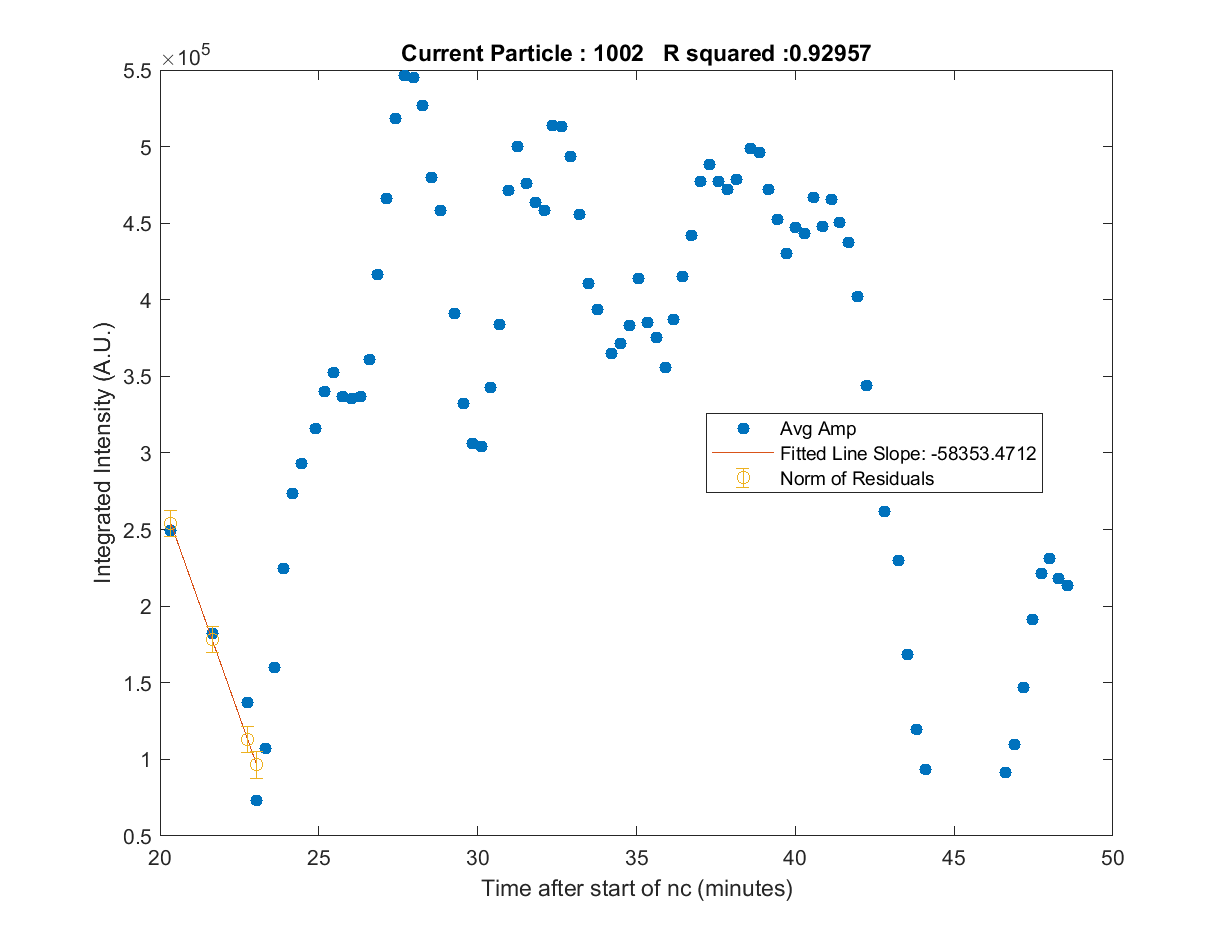 Current Particle : 1002   R squared :0.92957
×10^5
5.5
5
4.5
4
3.5
3
2.5
2
1.5
1
0.5
Integrated Intensity (A.U.)
Avg Amp
Fitted Line Slope: -58353.4712
Norm of Residuals
20 25 30 35 40 45 50
Time after start of nc (minutes)